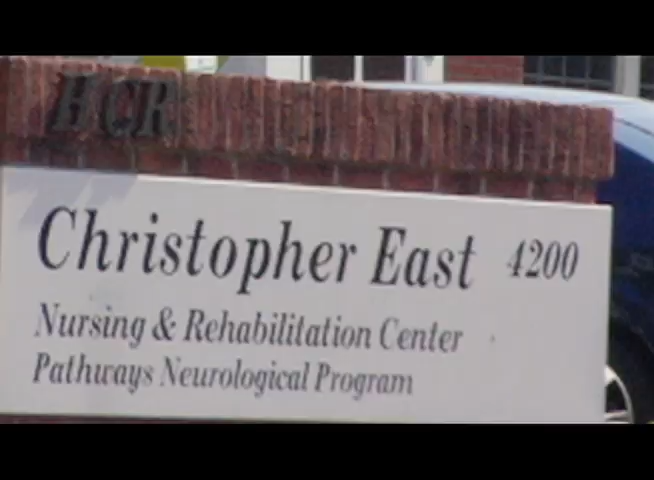 HCR
Christopher East 4200
Nursing & Rehabilitation Center
Pathways Neurological Program